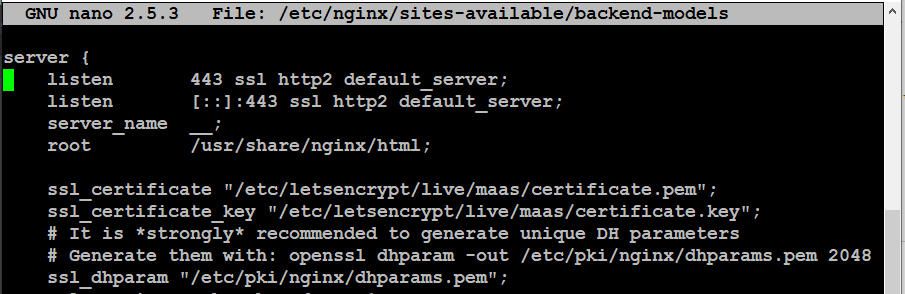 GNU nano 2.5.3   File: /etc/nginx/sites-available/backend-models
server {
    listen       443 ssl http2 default_server;
    listen       [::]:443 ssl http2 default_server;
    server_name  __;
    root         /usr/share/nginx/html;
    ssl_certificate "/etc/letsencrypt/live/maas/certificate.pem";
    ssl_certificate_key "/etc/letsencrypt/live/maas/certificate.key";
    # It is *strongly* recommended to generate unique DH parameters
    # Generate them with: openssl dhparam -out /etc/pki/nginx/dhparams.pem 2048
    ssl_dhparam "/etc/pki/nginx/dhparams.pem";